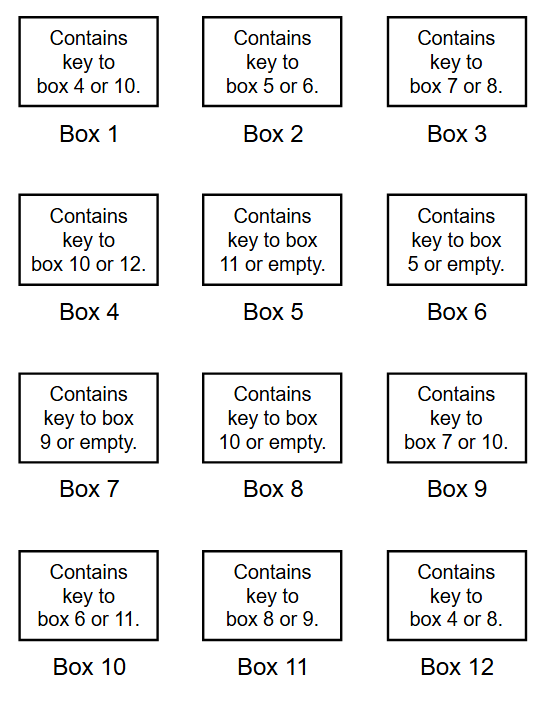 Contains
key to
box 4 or 10.
Box 1
Contains
key to
box 5 or 6.
Box 2
Contains
key to
box 7 or 8.
Box 3
Contains
key to
box 10 or 12.
Box 4
Contains
key to box
11 or empty.
Box 5
Contains
key to box
5 or empty.
Box 6
Contains
key to box
9 or empty.
Box 7
Contains
key to box
10 or empty.
Box 8
Contains
key to
box 7 or 10.
Box 9
Contains
key to
box 6 or 11.
Box 10
Contains
key to
box 8 or 9.
Box 11
Contains
key to
box 4 or 8.
Box 12